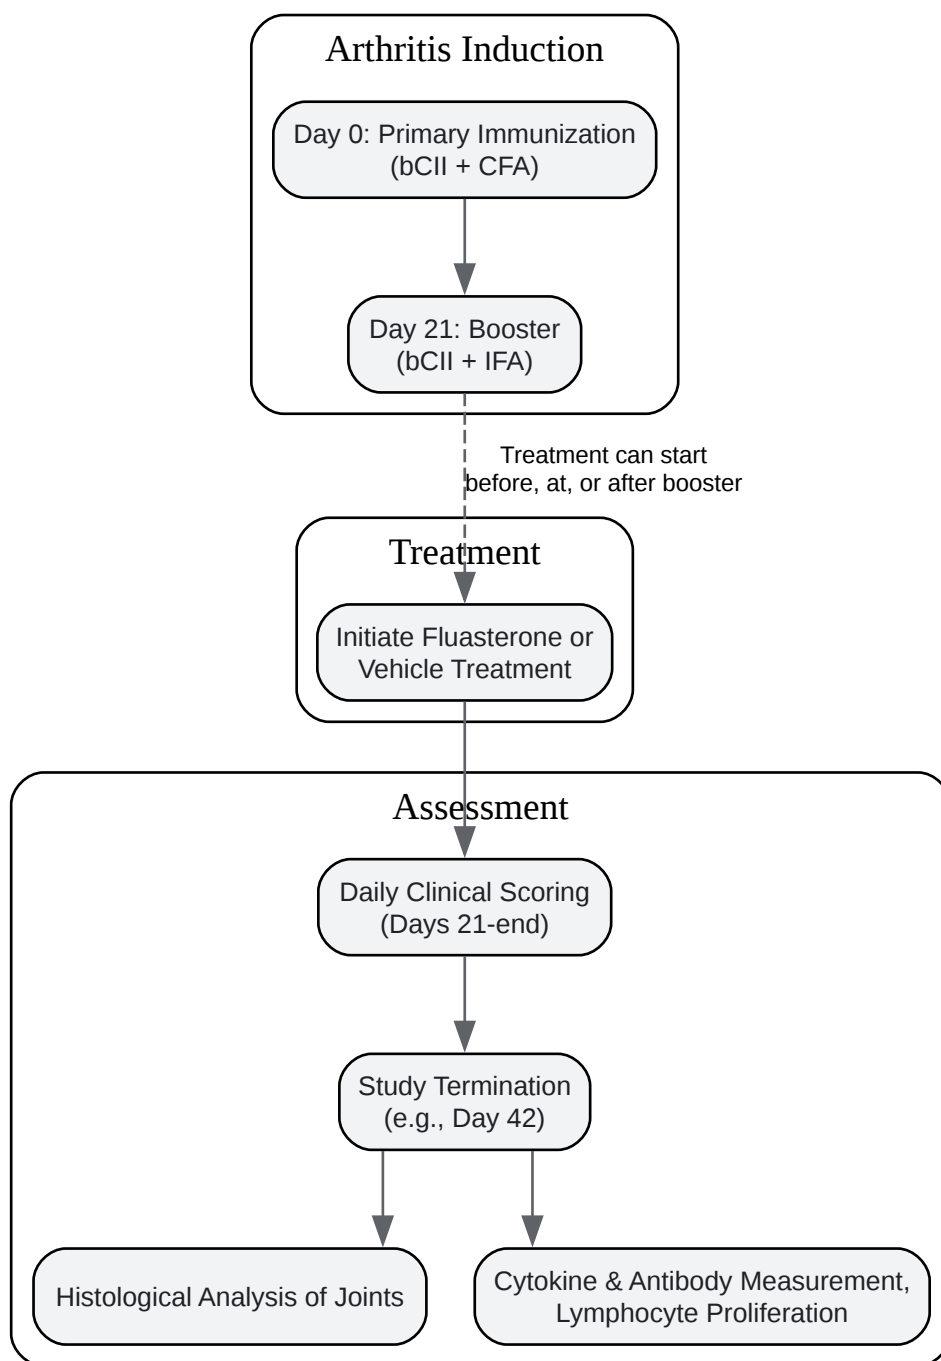 Arthritis Induction
Day 0: Primary Immunization
(bCII + CFA)
Day 21: Booster
(bCII + IFA)
Treatment can start
before, at, or after booster
Treatment
Initiate Fluasterone or
Vehicle Treatment
Assessment
Daily Clinical Scoring
(Days 21-end)
Study Termination
(e.g., Day 42)
Histological Analysis of Joints
Cytokine & Antibody Measurement,
Lymphocyte Proliferation